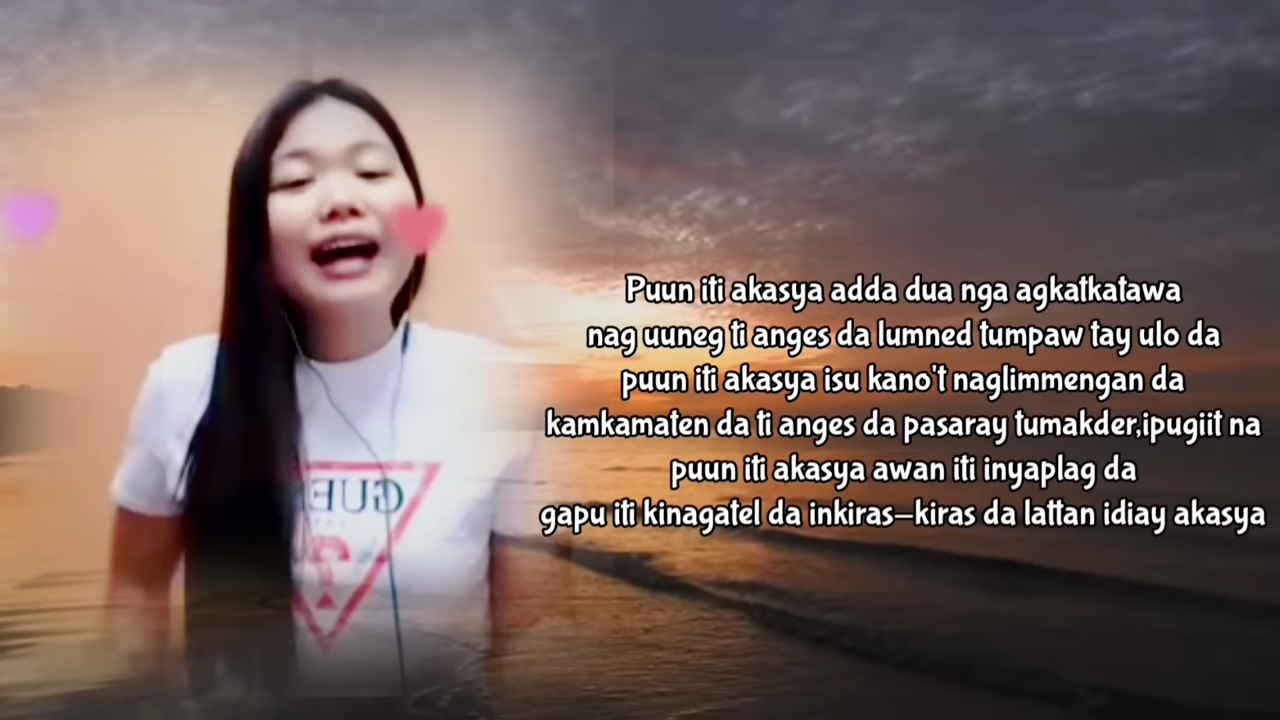 Puun iti akasya adda dua nga agkatkatawa
nag uuneg ti anges da lumned tumpaw tay ulo da
puun iti akasya isu kano't naglimmengan da
kamkamaten da ti anges da pasaray tumakder,ipugiit na
puun iti akasya awan iti inyaplag da
gapu iti kinagatel da inkiras-kiras da lattan idiay akasya